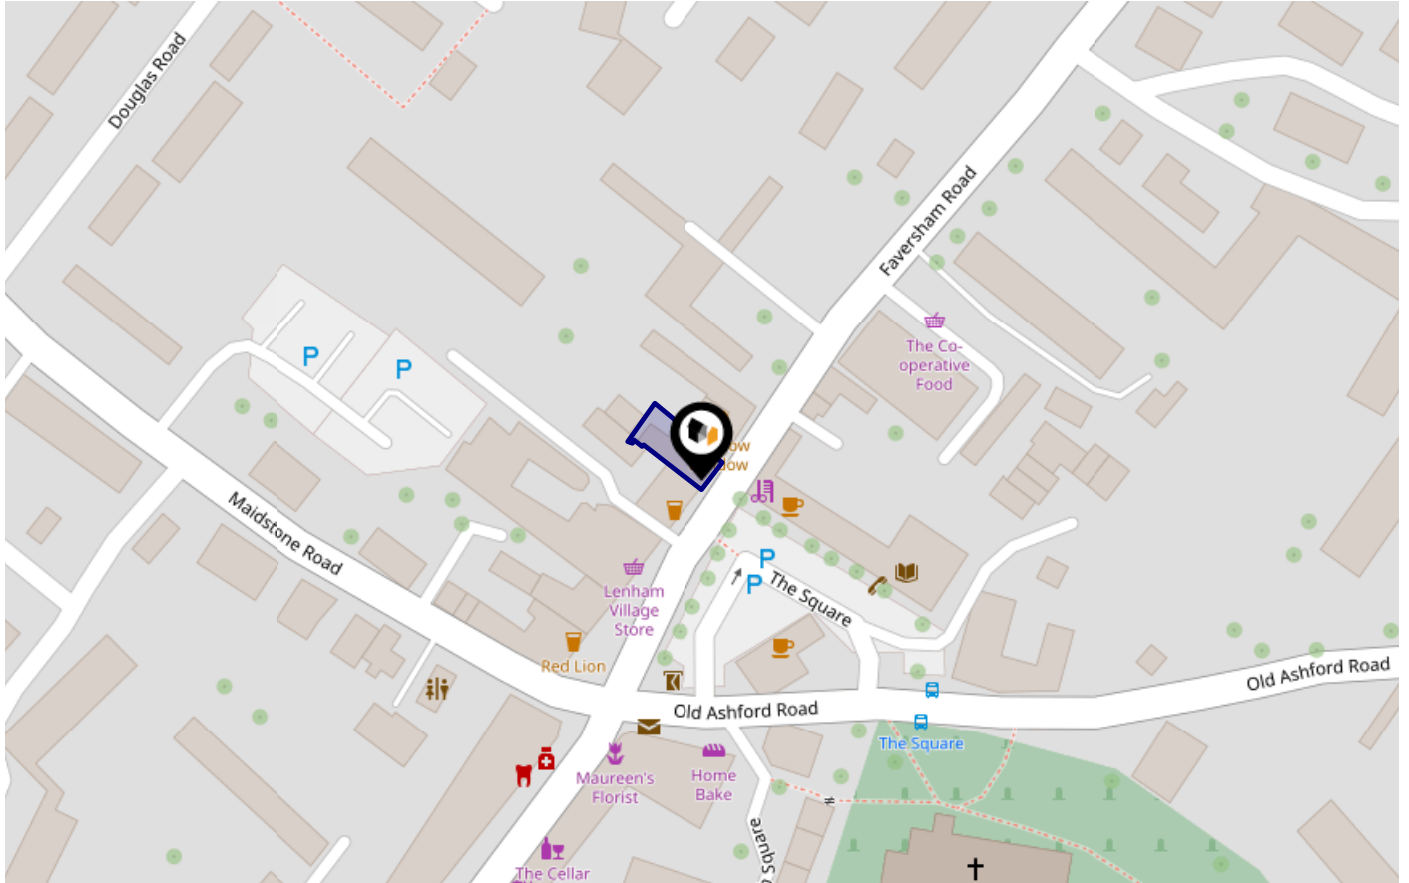 Douglas Road
Faversham Road
P
P
The Co-
operative
Food
Maidstone Road
P
P
The Square
Lenham
Village
Store
Red Lion
Old Ashford Road
Old Ashford Road
The Square
Maureen's
Florist
Home
Bake
Square
The Cellar